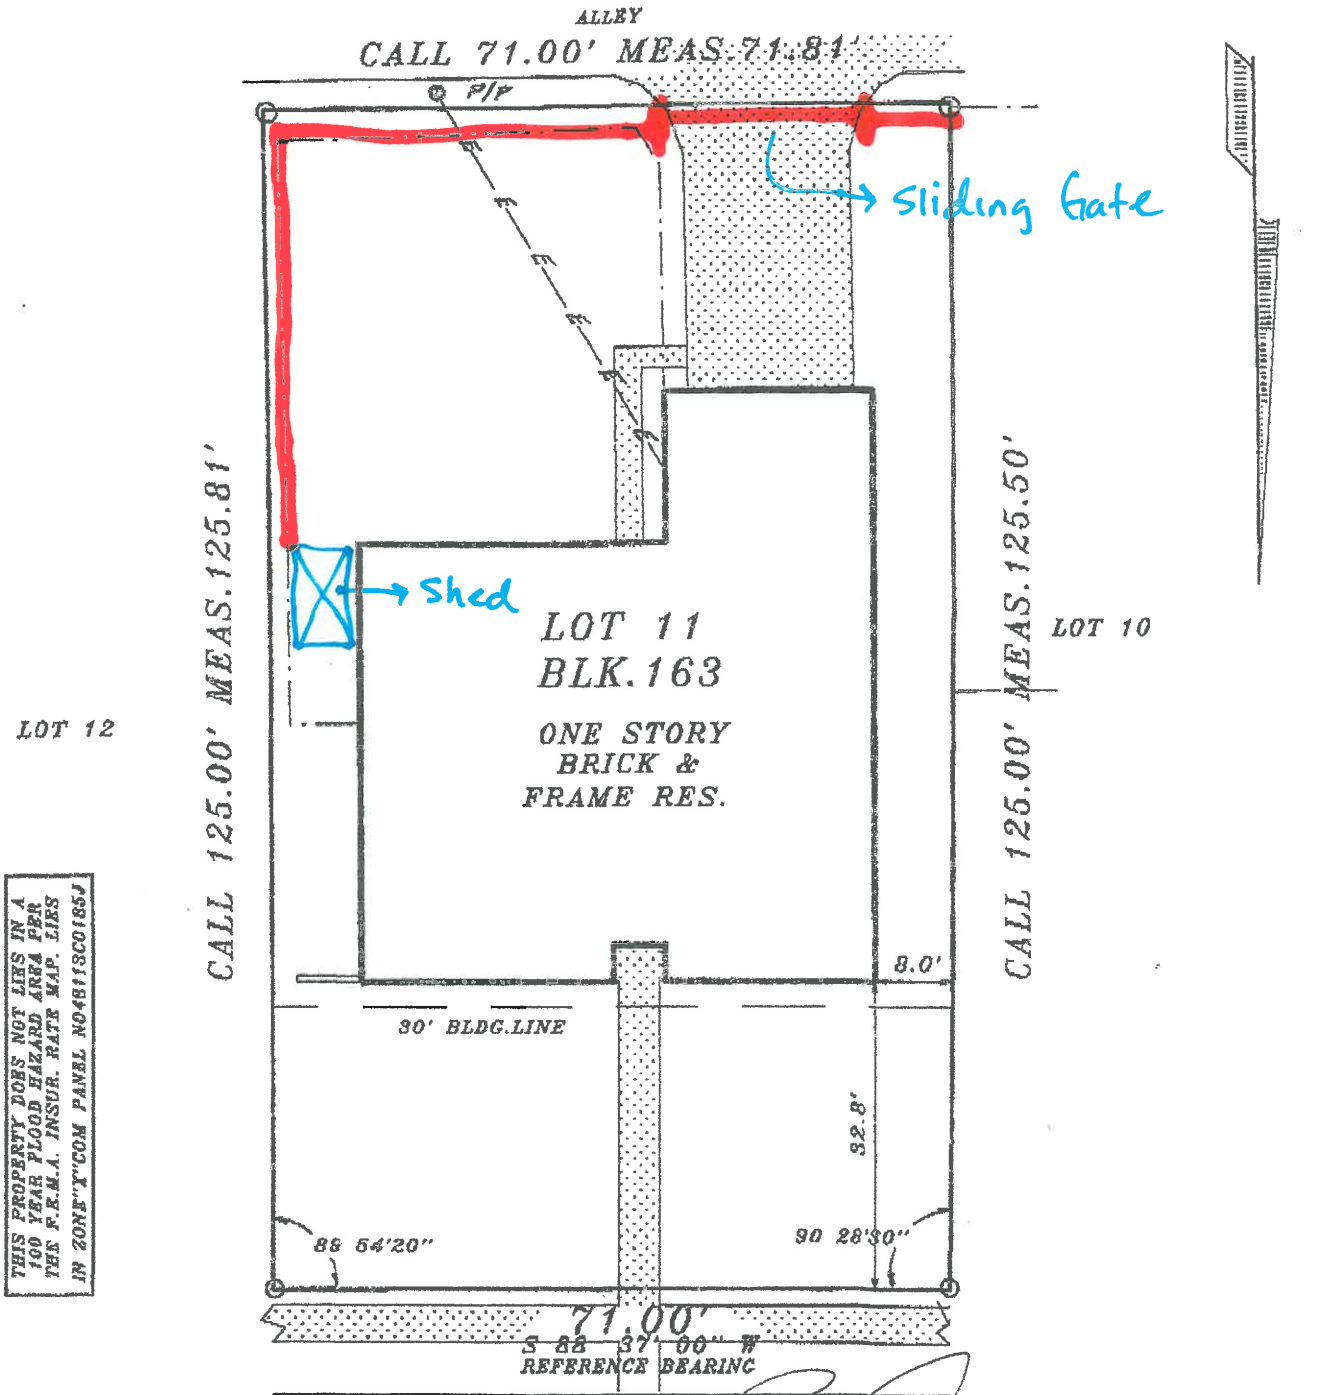 ALLEY
CALL 71.00' MEAS.71.81'
P/P
Sliding Gate
E
E
E
E
E
E
CALL 125.00' MEAS.125.81'
CALL 125.00' MEAS.125.50'
Shed
LOT 11
BLK.163
ONE STORY
BRICK &
FRAME RES.
LOT 10
LOT 12
THIS PROPERTY DOES NOT LIES IN A
100 YEAR FLOOD HAZARD AREA PER
THE F.E.M.A. INSUR. RATE MAP. LIES
IN ZONE"X"COM PANEL NO48113C0185J
8.0'
30' BLDG.LINE
32.8'
88 54'20"
90 28'30"
71.00'
S 88 37' 00" W
REFERENCE BEARING